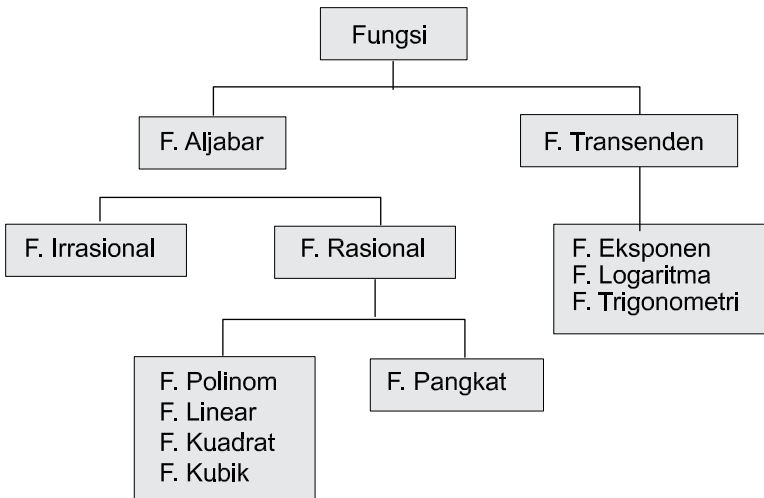 Fungsi
F. Aljabar
F. Transenden
F. Irrasional
F. Rasional
F. Eksponen
F. Logaritma
F. Trigonometri
F. Polinom
F. Linear
F. Kuadrat
F. Kubik
F. Pangkat